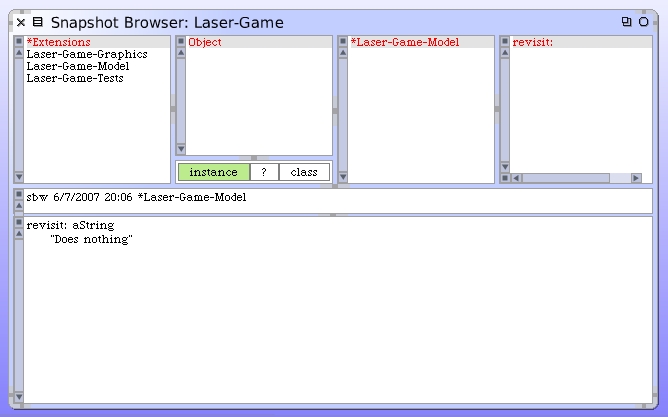 Snapshot Browser: Laser-Game
*Extensions
Laser-Game-Graphics
Laser-Game-Model
Laser-Game-Tests
Object
instance ? class
*Laser-Game-Model
revisit:
sbw 6/7/2007 20:06 *Laser-Game-Model
revisit: aString
"Does nothing"